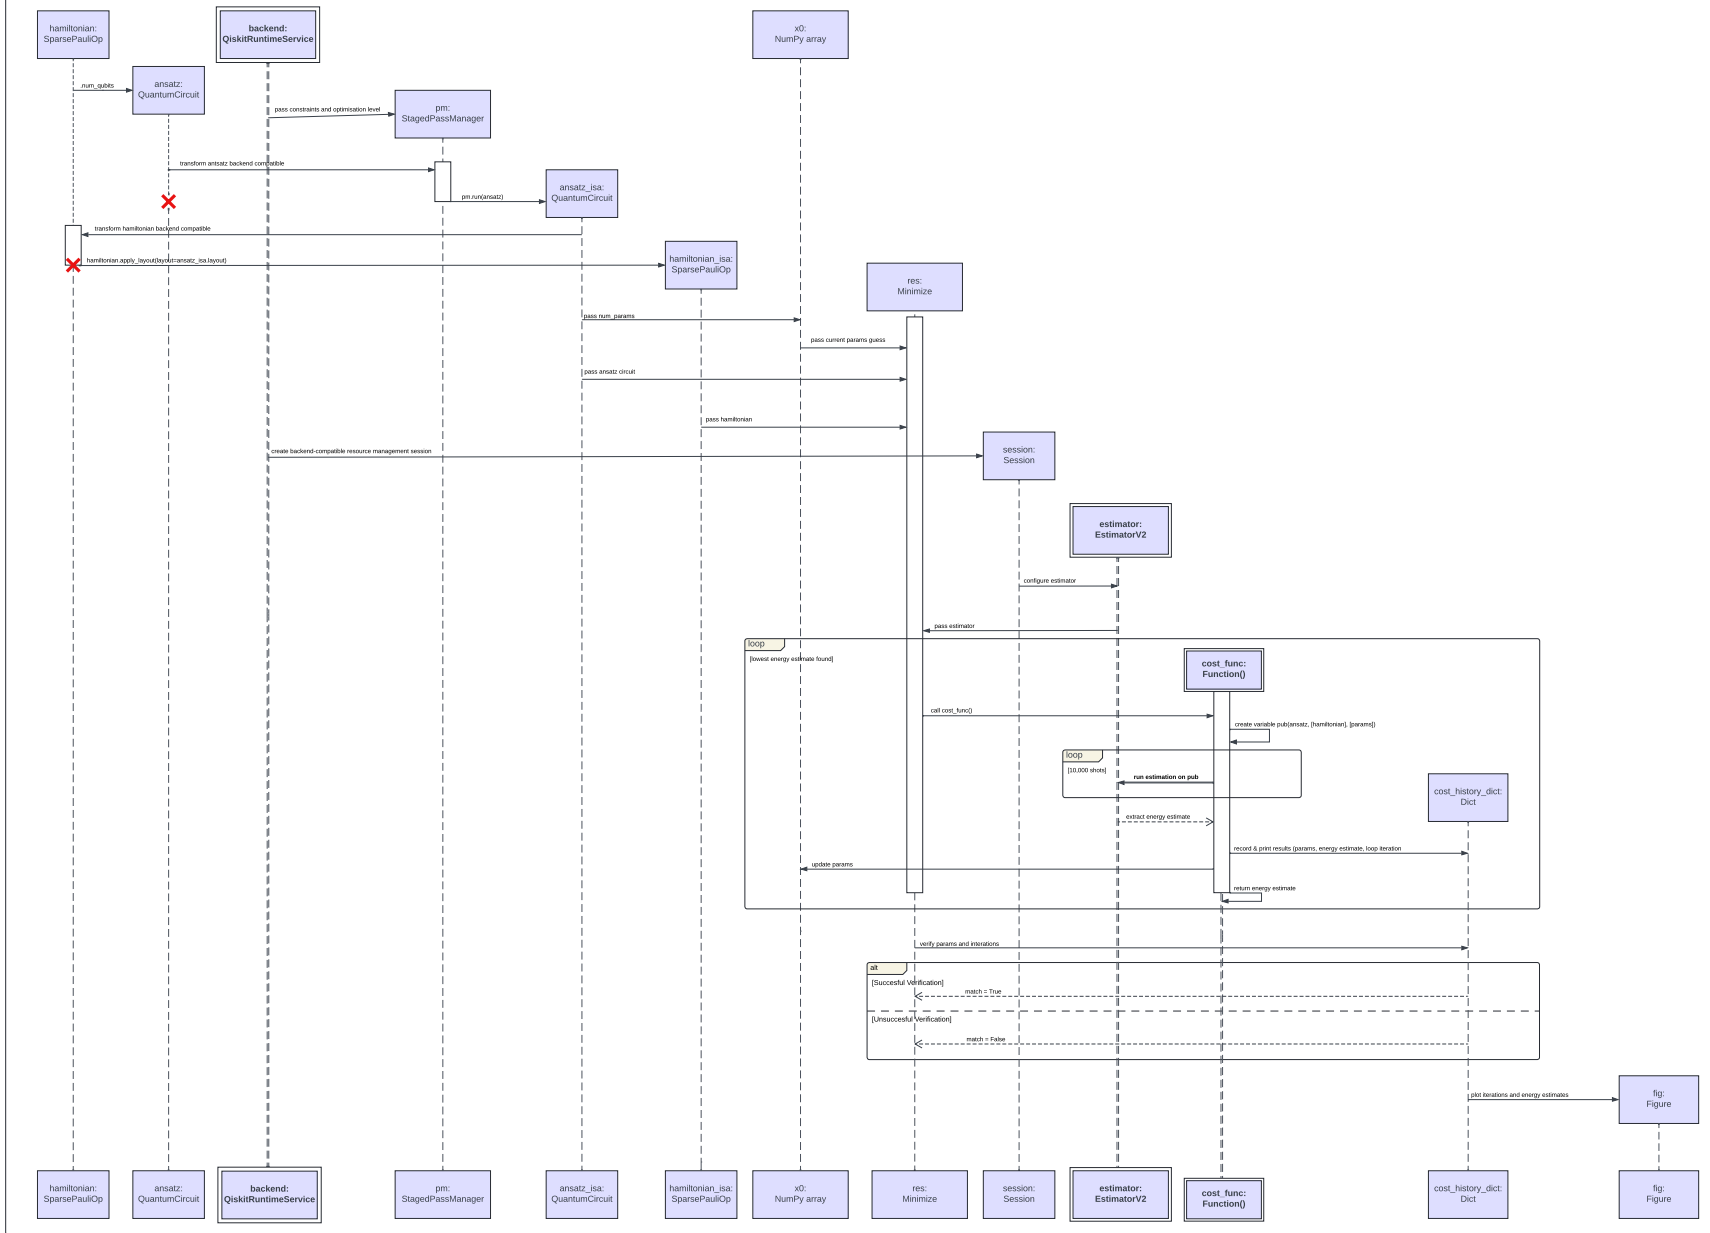 hamiltonian:
SparsePauliOp
backend:
QiskitRuntimeService
x0:
NumPy array
.num_qubits
ansatz:
QuantumCircuit
pass constraints and optimisation level
pm:
StagedPassManager
transform antsatz backend compatible
pm.run(ansatz)
ansatz_isa:
QuantumCircuit
transform hamiltonian backend compatible
hamiltonian.apply_layout(layout=ansatz_isa.layout)
hamiltonian_isa:
SparsePauliOp
res:
Minimize
pass num_params
pass current params guess
pass ansatz circuit
pass hamiltonian
create backend-compatible resource management session
session:
Session
estimator:
EstimatorV2
configure estimator
pass estimator
loop
[lowest energy estimate found]
cost_func:
Function()
call cost_func()
create variable pub(ansatz, [hamiltonian], [params])
loop
[10,000 shots]
run estimation on pub
cost_history_dict:
Dict
extract energy estimate
record & print results (params, energy estimate, loop iteration
update params
return energy estimate
verify params and interations
alt
[Succesful Verification]
match = True
[Unsuccesful Verification]
match = False
plot iterations and energy estimates
fig:
Figure
hamiltonian:
SparsePauliOp
ansatz:
QuantumCircuit
backend:
QiskitRuntimeService
pm:
StagedPassManager
ansatz_isa:
QuantumCircuit
hamiltonian_isa:
SparsePauliOp
x0:
NumPy array
res:
Minimize
session:
Session
estimator:
EstimatorV2
cost_func:
Function()
cost_history_dict:
Dict
fig:
Figure